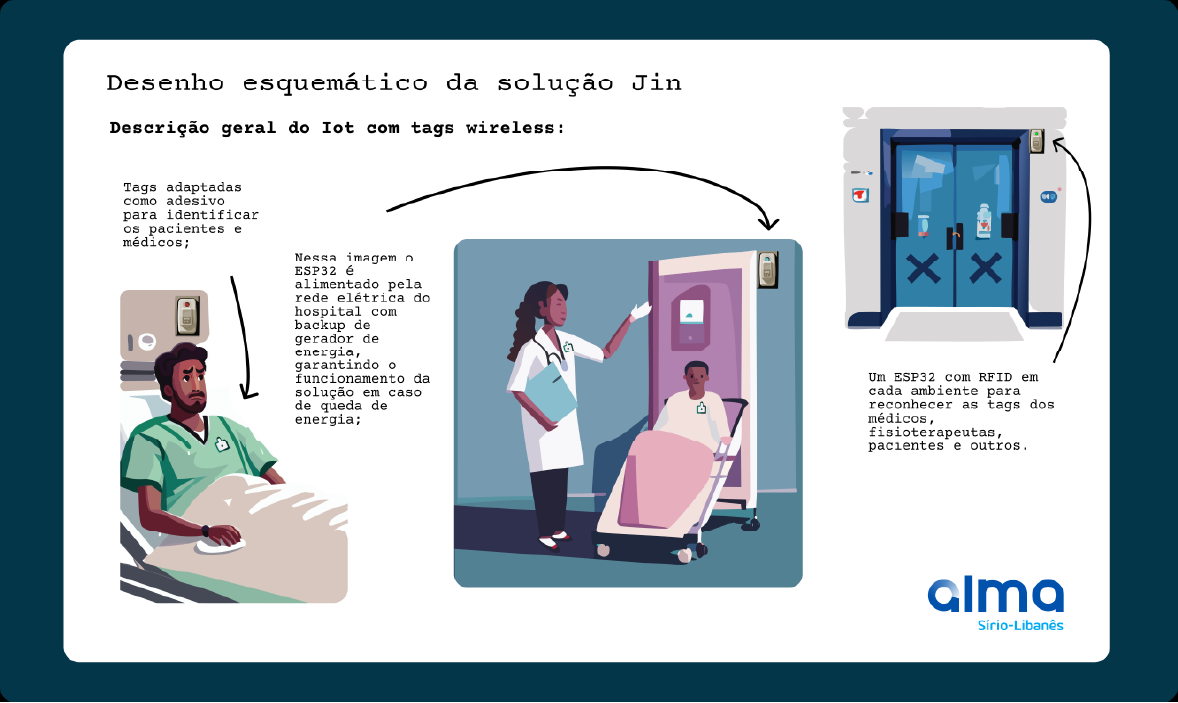 Desenho esquemático da solução Jin
Descrição geral do Iot com tags wireless:
Tags adaptadas
como adesivo
para identificar
os pacientes e
médicos;
Nessa imagem o
ESP32 é
alimentado pela
rede elétrica do
hospital com
backup de
gerador de
energia,
garantindo o
funcionamento da
solução em caso
de queda de
energia;
Um ESP32 com RFID em
cada ambiente para
reconhecer as tags dos
médicos,
fisioterapeutas,
pacientes e outros.
alma
Sírio-Libanês